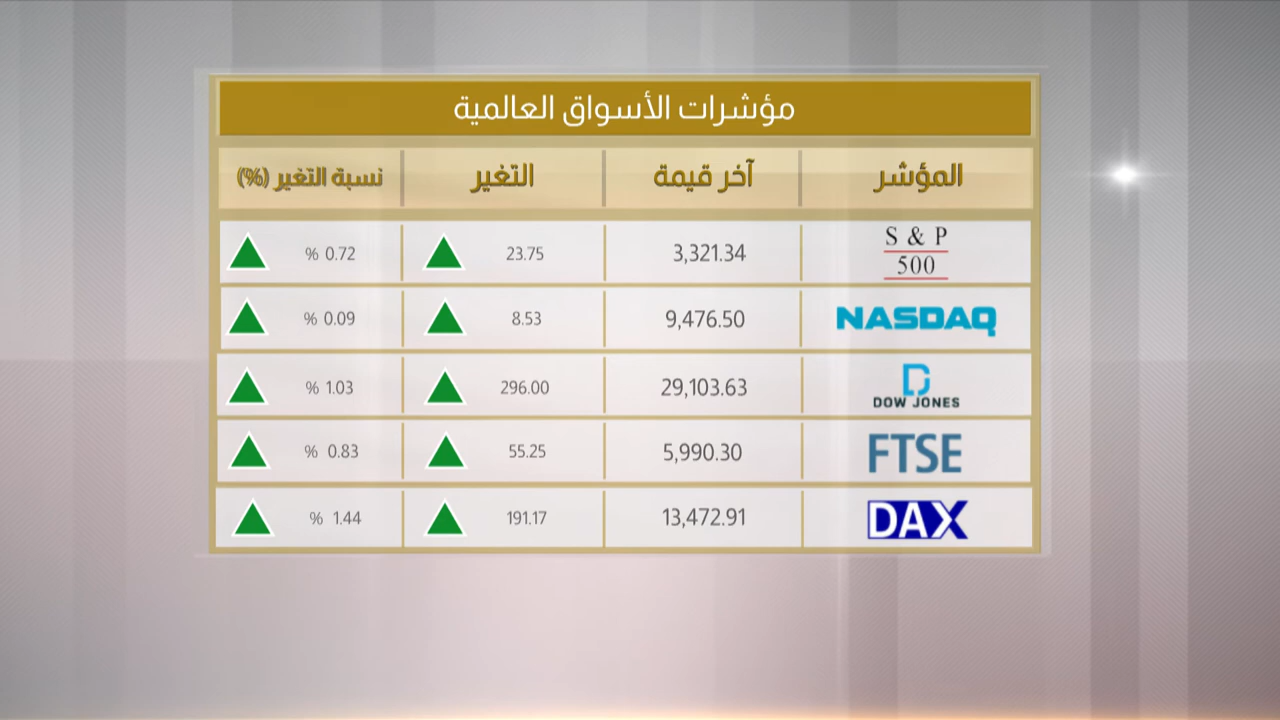 مؤشرات الأسواق العالمية
المؤشر آخر قيمة التغير نسبة التغير (%)
S & P 500 3,321.34 23.75 % 0.72
NASDAQ 9,476.50 8.53 % 0.09
DOW JONES 29,103.63 296.00 % 1.03
FTSE 5,990.30 55.25 % 0.83
DAX 13,472.91 191.17 % 1.44